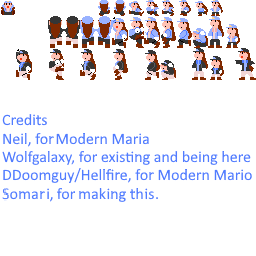 Credits
Neil, for Modern Maria
Wolfgalaxy, for existing and being here
DDoomguy/Hellfire, for Modern Mario
Somari, for making this.